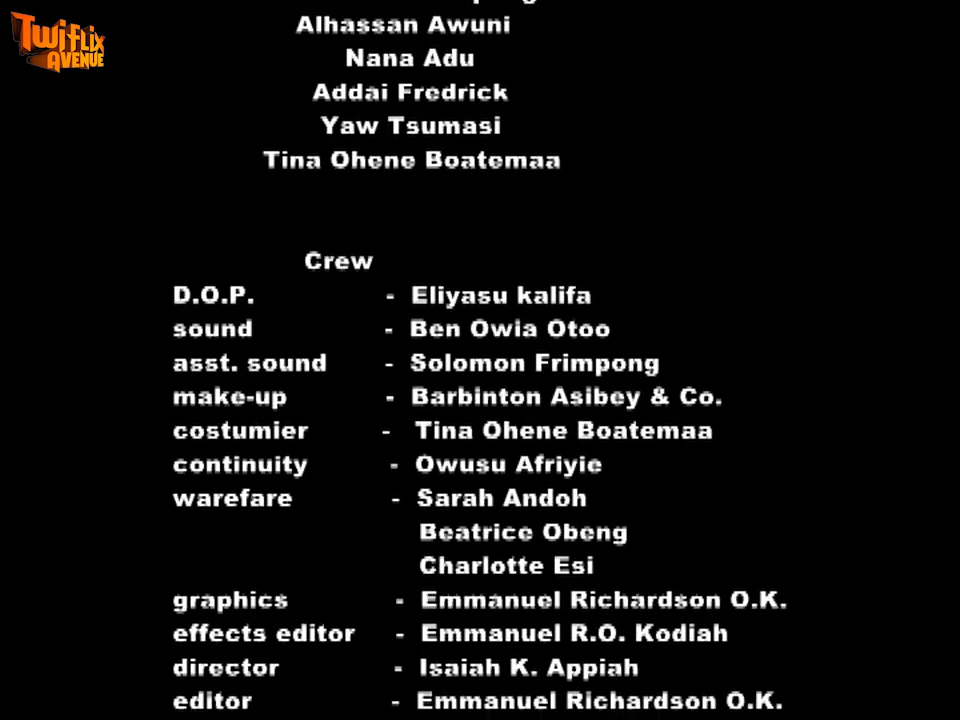 TWIFLIX
AVENUE
Alhassan Awuni
Nana Adu
Addai Fredrick
Yaw Tsumasi
Tina Ohene Boatemaa
Crew
D.O.P. - Eliyasu kalifa
sound - Ben Owia Otoo
asst. sound - Solomon Frimpong
make-up - Barbinton Asibey & Co.
costumier - Tina Ohene Boatemaa
continuity - Owusu Afriyie
warefare - Sarah Andoh
Beatrice Obeng
Charlotte Esi
graphics - Emmanuel Richardson O.K.
effects editor - Emmanuel R.O. Kodiah
director - Isaiah K. Appiah
editor - Emmanuel Richardson O.K.